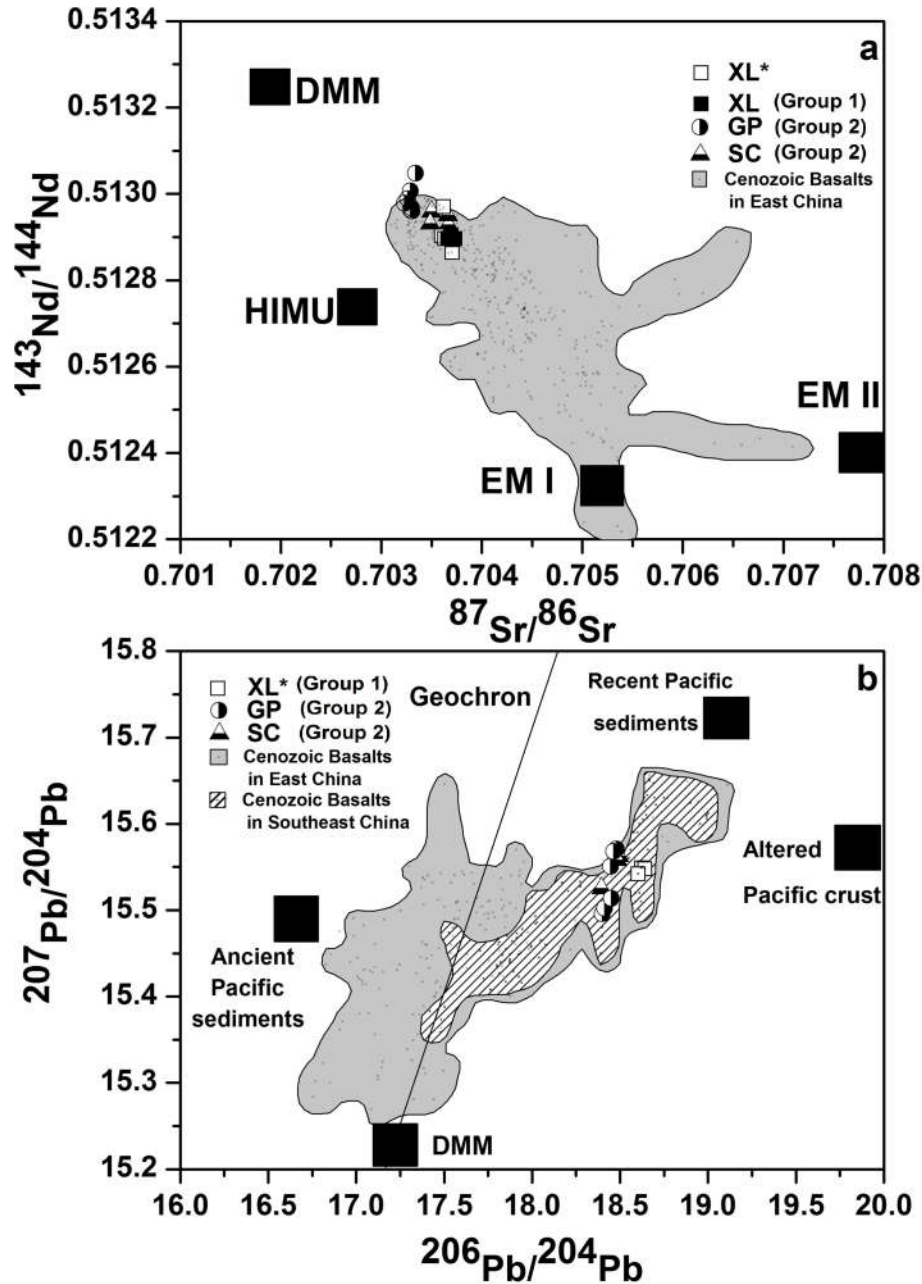 a
XL*
XL (Group 1)
GP (Group 2)
SC (Group 2)
Cenozoic Basalts
in East China
DMM
HIMU
EM I
EM II
0.5134
0.5132
0.5130
0.5128
0.5126
0.5124
0.5122
143Nd/144Nd
0.701 0.702 0.703 0.704 0.705 0.706 0.707 0.708
87Sr/86Sr
b
XL* (Group 1)
GP (Group 2)
SC (Group 2)
Cenozoic Basalts
in East China
Cenozoic Basalts
in Southeast China
Geochron
Recent Pacific
sediments
Altered
Pacific crust
Ancient
Pacific
sediments
DMM
15.8
15.7
15.6
15.5
15.4
15.3
15.2
207Pb/204Pb
16.0 16.5 17.0 17.5 18.0 18.5 19.0 19.5 20.0
206Pb/204Pb